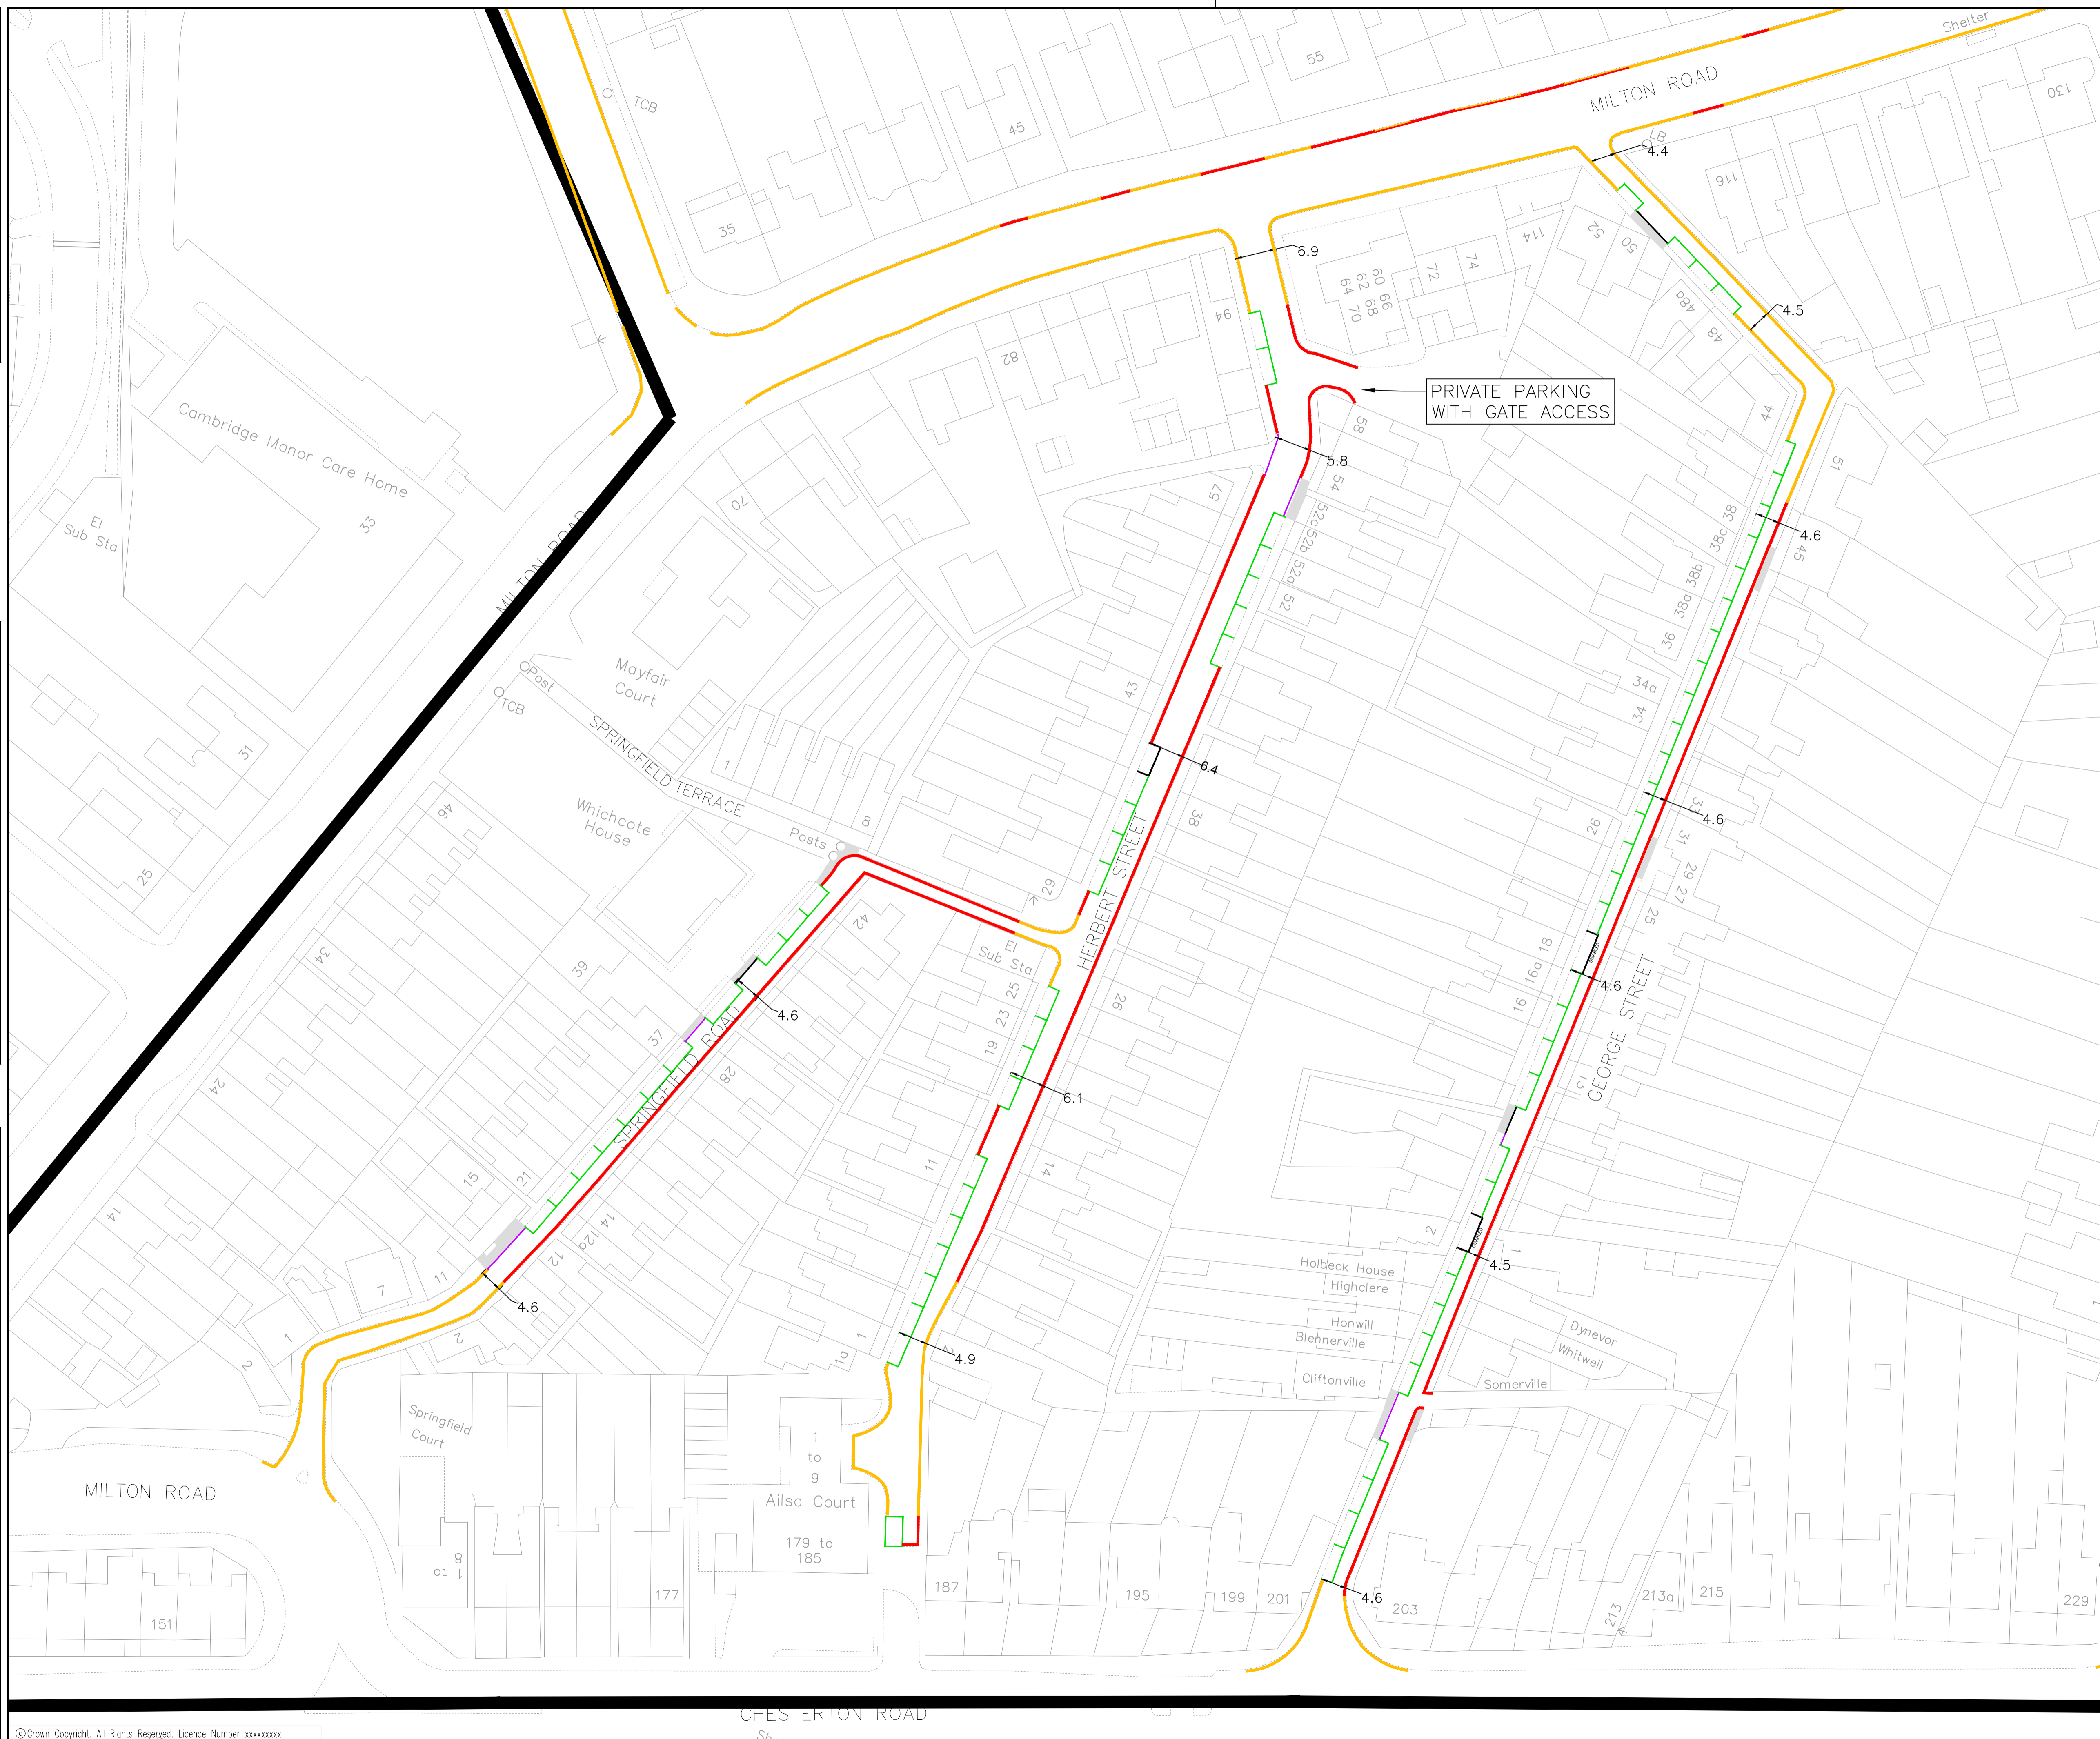 Shelter
TCB
55
MILTON ROAD
130
45
LB
4.4
116
35
6.9
114
52
50
60
62
64
66
68
70
72
74
94
48a
48
4.5
82
PRIVATE PARKING
WITH GATE ACCESS
44
58
Cambridge Manor Care Home
33
El
Sub Sta
5.8
57
54
51
70
52c
52b
52a
52
38
38c
38b
38a
4.6
45
MILTON ROAD
36
Post
TCB
Mayfair
Court
43
34a
34
31
SPRINGFIELD TERRACE
1
6.4
46
Whichcote
House
8
Posts
38
HERBERT STREET
26
33
4.6
31
29
27
25
25
29
42
34
39
El
Sub Sta
25
23
19
26
18
16a
16
DISABLED
4.6
GEORGE STREET
4.6
37
SPRINGFIELD ROAD
28
24
6.1
11
14
15
21
14
12a
12
14
2
1
DISABLED
4.5
Holbeck House
Highclere
Honwill
Blennerville
Cliftonville
Dynevor
Whitwell
Somerville
7
11
4.6
1
2
2
1
1a
2
4.9
Springfield
Court
1
to
9
Ailsa Court
179 to
185
MILTON ROAD
1 to
8
151
177
187
195
199
201
4.6
203
213
213a
215
229
CHESTERTON ROAD
©Crown Copyright. All Rights Reserved. Licence Number xxxxxxxxx